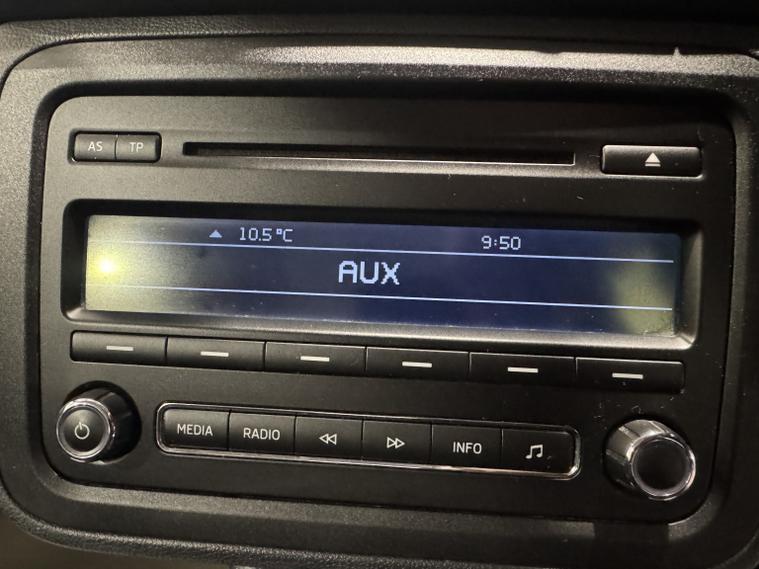 AS TP
10.5°C 9:50
AUX
MEDIA RADIO INFO